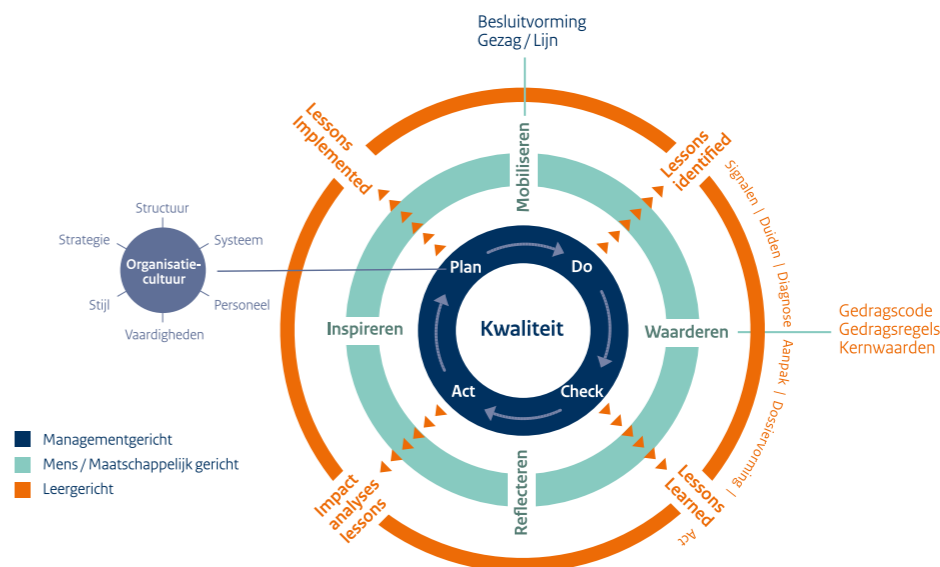 Besluitvorming
Gezag / Lijn
Lessons
Implemented
Mobiliseren
Lessons
identified
Signalen | Duiden | Diagnose Aanpak | Dossiervorming | Act
Structuur
Strategie
Systeem
Organisatie-
cultuur
Stijl
Personeel
Vaardigheden
Plan
Do
Inspireren
Kwaliteit
Waarderen
Gedragscode
Gedragsregels
Kernwaarden
Act
Check
Managementgericht
Mens / Maatschappelijk gericht
Leergericht
Impact
analyses
lessons
Reflecteren
Lessons
Learned